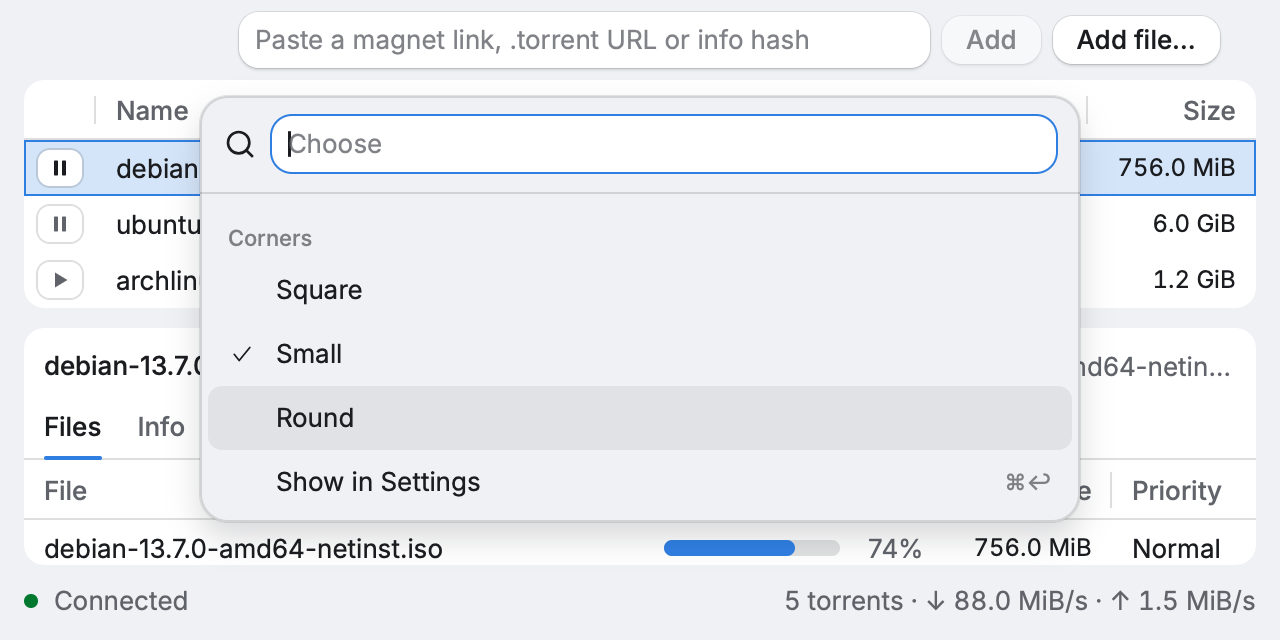 Paste a magnet link, .torrent URL or info hash
Add
Add file...
Name
Size
Choose
debian
756.0 MiB
ubuntu
6.0 GiB
archlin
1.2 GiB
Corners
Square
Small
Round
Show in Settings ⌘↩
debian-13.7.0
md64-netin...
Files
Info
File
Priority
debian-13.7.0-amd64-netinst.iso
74%
756.0 MiB
Normal
Connected
5 torrents · ↓ 88.0 MiB/s · ↑ 1.5 MiB/s